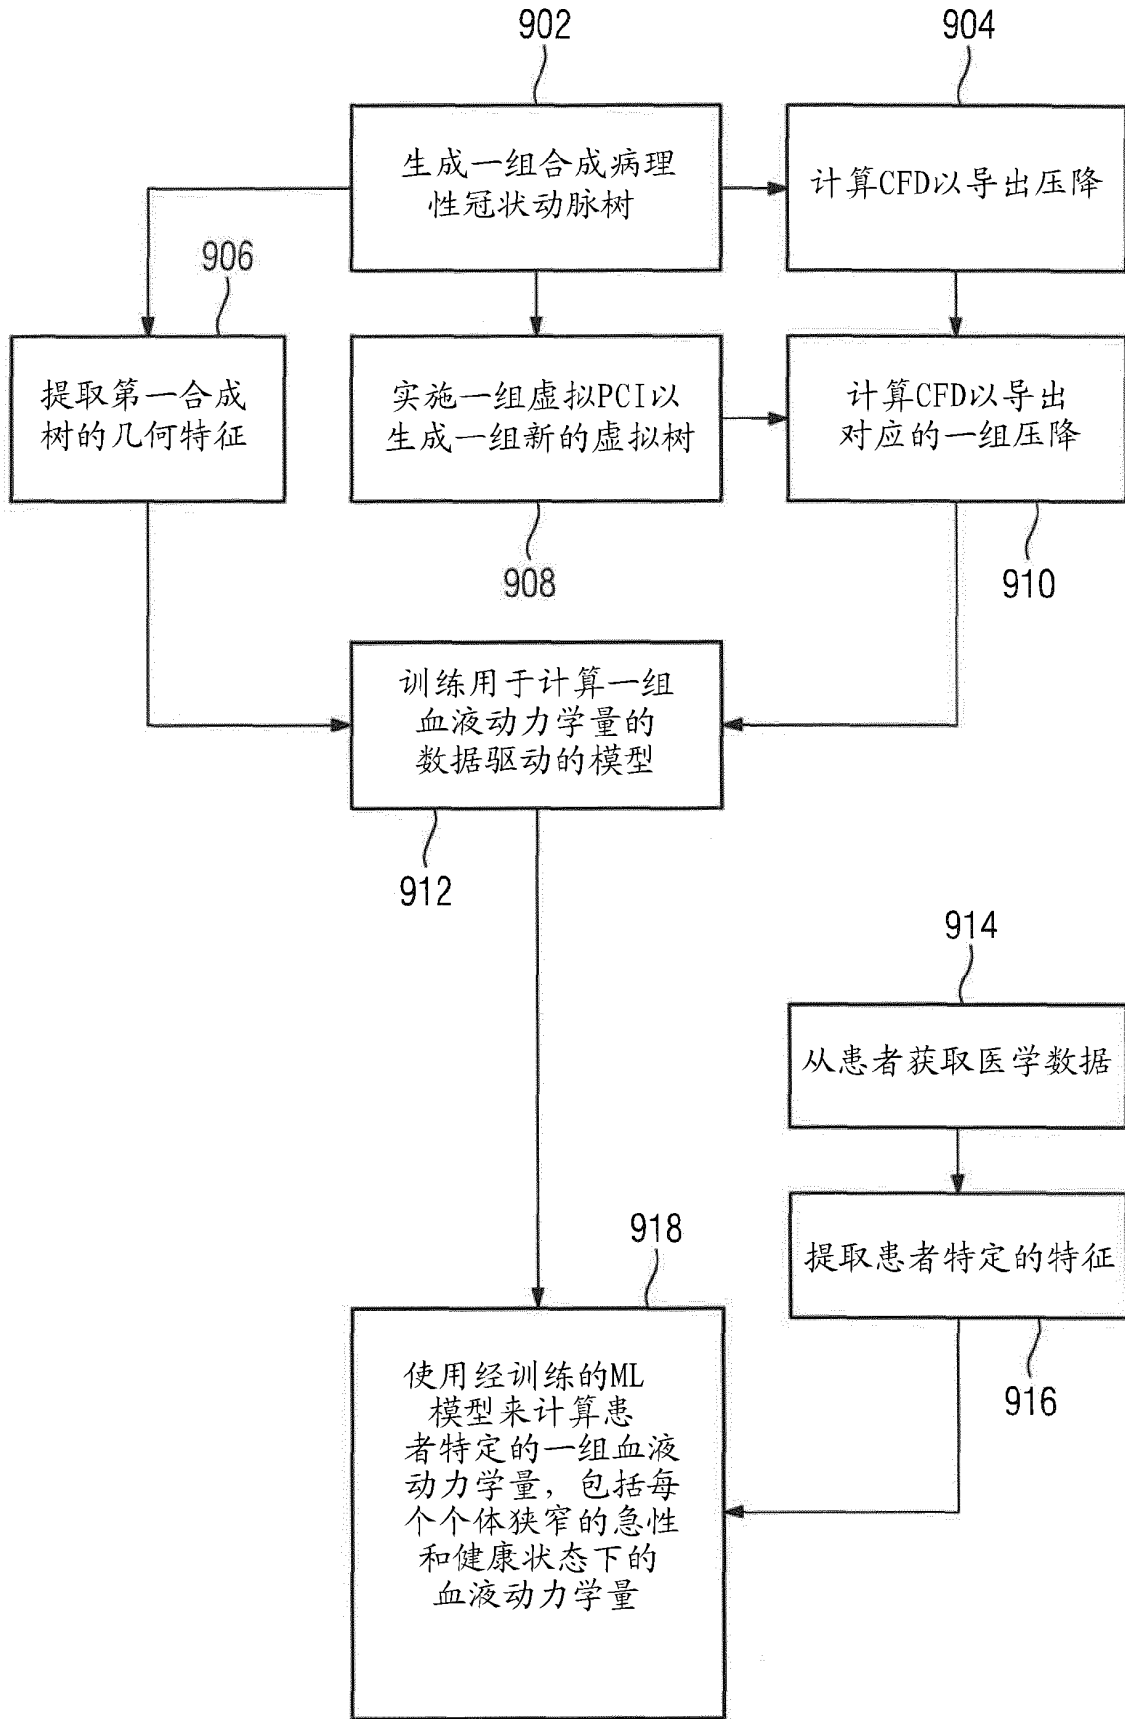 902
904
生成一组合成病理
性冠状动脉树
计算CFD以导出压降
906
提取第一合成
树的几何特征
实施一组虚拟PCI以
生成一组新的虚拟树
计算CFD以导出
对应的一组压降
908
910
训练用于计算一组
血液动力学量的
数据驱动的模型
912
914
从患者获取医学数据
918
提取患者特定的特征
916
使用经训练的ML
模型来计算患
者特定的一组血液
动力学量，包括每
个个体狭窄的急性
和健康状态下的
血液动力学量